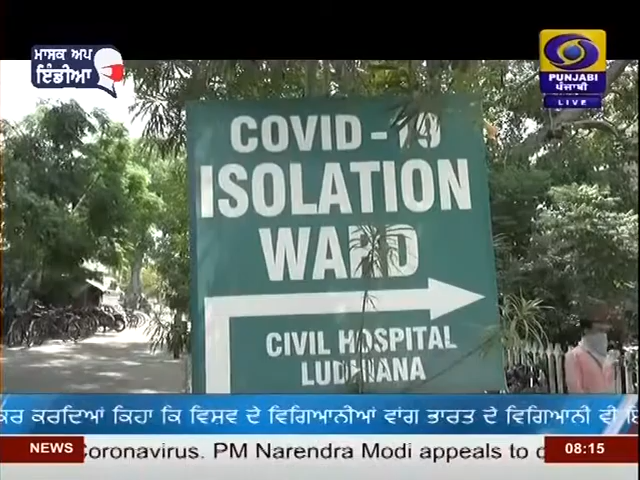 ਮਾਸਕ ਅਪ
ਇੰਡੀਆ
ਪੰਜਾਬੀ
PUNJABI
LIVE
COVID-19
ISOLATION
WARD
CIVIL HOSPITAL
LUDHIANA
ਕਰਦਿਆਂ ਕਿਹਾ ਕਿ ਵਿਸ਼ਵ ਦੇ ਵਿਗਿਆਨੀਆਂ ਵਾਂਗ ਭਾਰਤ ਦੇ ਵਿਗਿਆਨੀ ਵੀ
NEWS
Coronavirus. PM Narendra Modi appeals to
08:15